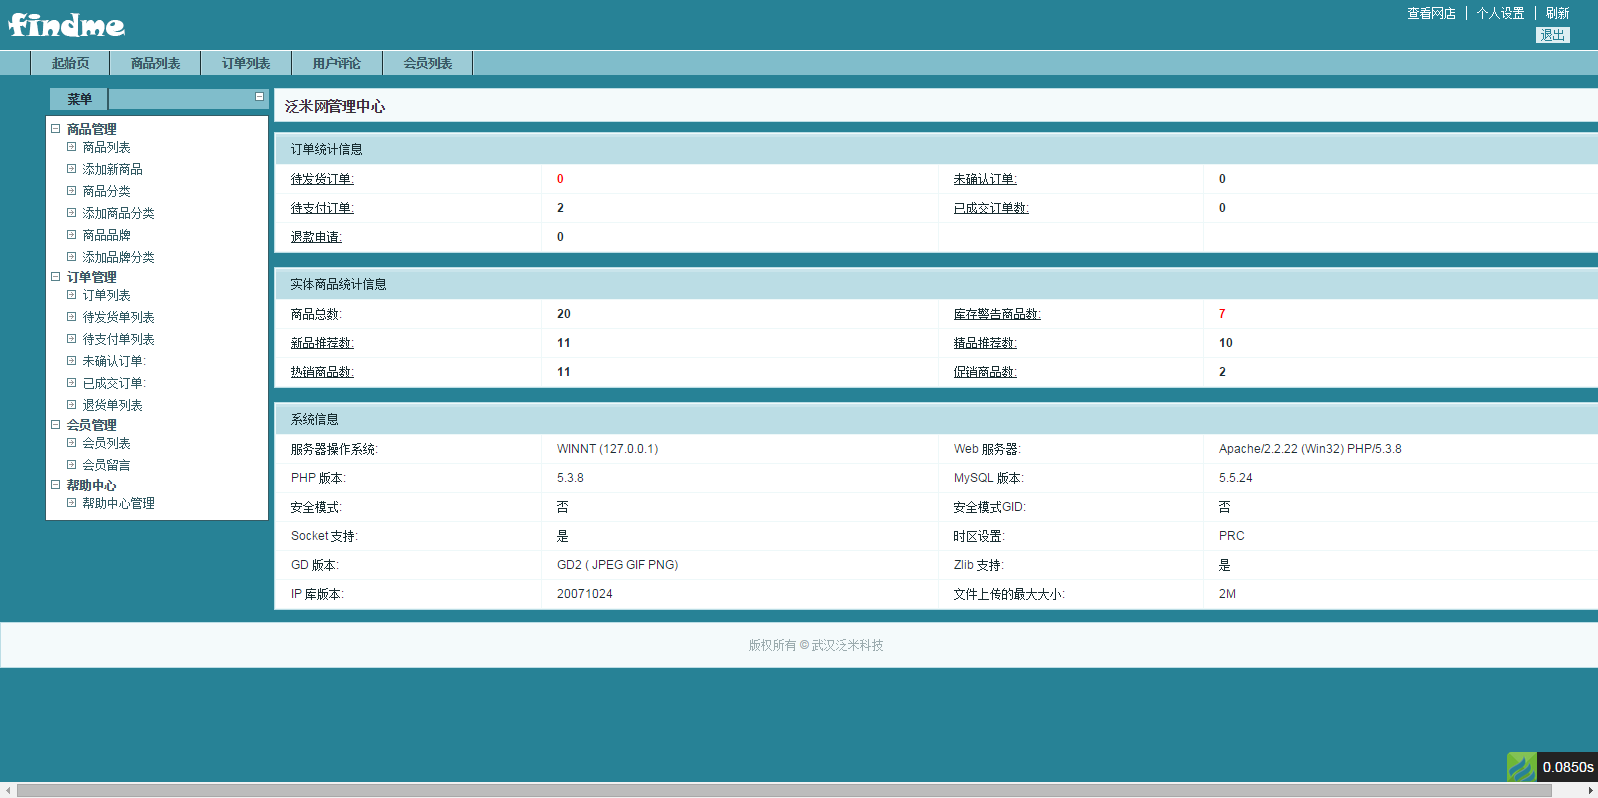 findme
查看网店 | 个人设置 | 刷新
退出
起始页 商品列表 订单列表 用户评论 会员列表
菜单
商品管理
商品列表
添加新商品
商品分类
添加商品分类
商品品牌
添加品牌分类
订单管理
订单列表
待发货单列表
待支付单列表
未确认订单:
已成交订单:
退货单列表
会员管理
会员列表
会员留言
帮助中心
帮助中心管理
泛米网管理中心
订单统计信息
待发货订单: 0 未确认订单: 0
待支付订单: 2 已成交订单数: 0
退款申请: 0
实体商品统计信息
商品总数: 20 库存警告商品数: 7
新品推荐数: 11 精品推荐数: 10
热销商品数: 11 促销商品数: 2
系统信息
服务器操作系统: WINNT (127.0.0.1) Web 服务器: Apache/2.2.22 (Win32) PHP/5.3.8
PHP 版本: 5.3.8 MySQL 版本: 5.5.24
安全模式: 否 安全模式GID: 否
Socket 支持: 是 时区设置: PRC
GD 版本: GD2 ( JPEG GIF PNG) Zlib 支持: 是
IP 库版本: 20071024 文件上传的最大大小: 2M
版权所有 © 武汉泛米科技
0.0850s